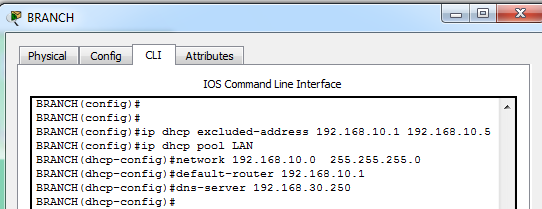 BRANCH
Physical Config CLI Attributes
IOS Command Line Interface
BRANCH(config)#
BRANCH(config)#
BRANCH(config)#ip dhcp excluded-address 192.168.10.1 192.168.10.5
BRANCH(config)#ip dhcp pool LAN
BRANCH(dhcp-config)#network 192.168.10.0  255.255.255.0
BRANCH(dhcp-config)#default-router 192.168.10.1
BRANCH(dhcp-config)#dns-server 192.168.30.250
BRANCH(dhcp-config)#